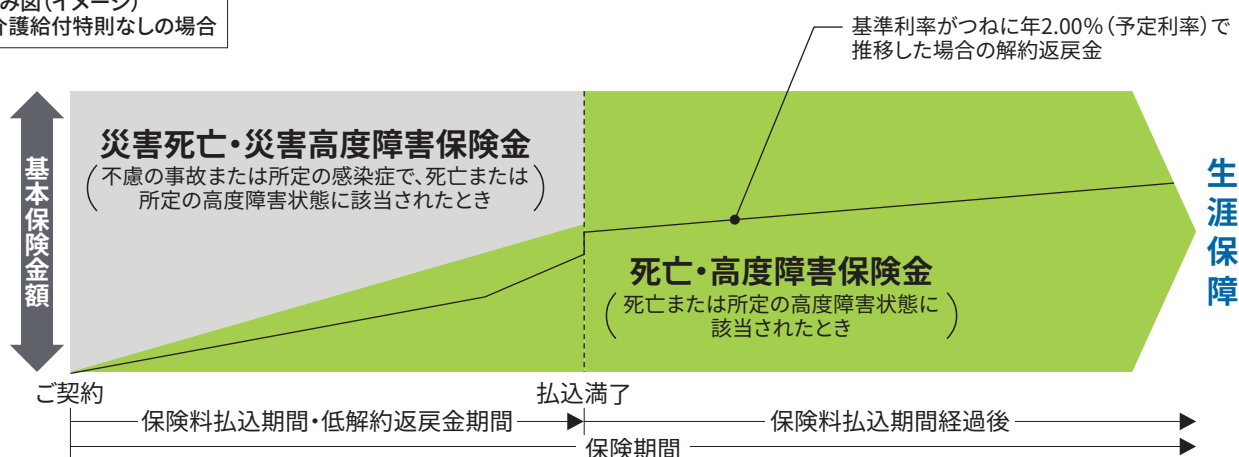 み図(イメージ)
介護給付特則なしの場合
基準利率がつねに年2.00%(予定利率)で
推移した場合の解約返戻金
基本保険金額
災害死亡・災害高度障害保険金
(不慮の事故または所定の感染症で、死亡または
所定の高度障害状態に該当されたとき)
死亡・高度障害保険金
(死亡または所定の高度障害状態に
該当されたとき)
生涯保障
ご契約
払込満了
保険料払込期間・低解約返戻金期間
保険料払込期間経過後
保険期間